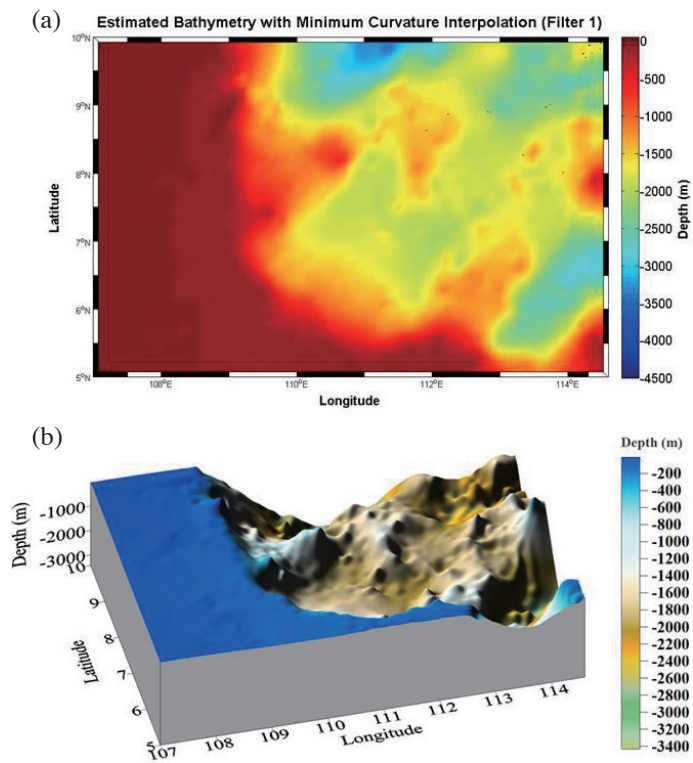 (a)
Estimated Bathymetry with Minimum Curvature Interpolation (Filter 1)
10°N
9°N
8°N
7°N
6°N
5°N
Latitude
108°E
110°E
112°E
114°E
Longitude
0
-500
-1000
-1500
-2000
-2500
-3000
-3500
-4000
-4500
Depth (m)
(b)
Depth (m)
-1000
-2000
-3000
10
9
8
7
6
5
Latitude
107
108
109
110
111
112
113
114
Longitude
Depth (m)
-200
-400
-600
-800
-1000
-1200
-1400
-1600
-1800
-2000
-2200
-2400
-2600
-2800
-3000
-3200
-3400